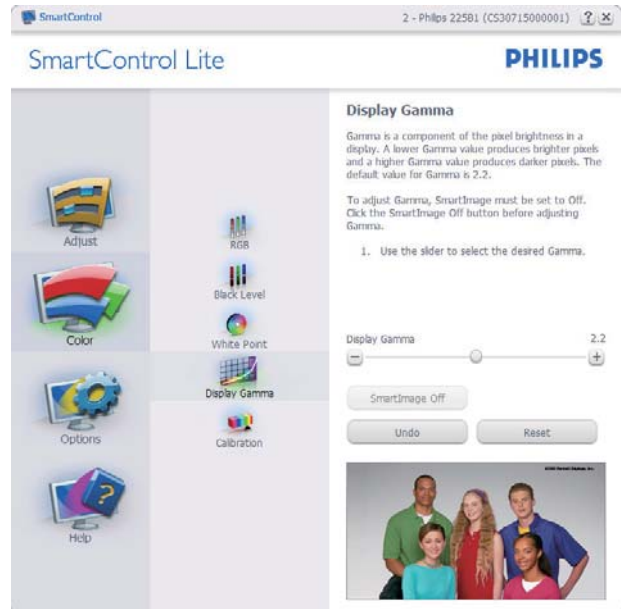 SmartControl
2 - Philips 225B1 (CS30715000001)
SmartControl Lite
PHILIPS
Adjust
Color
Options
Help
RGB
Black Level
White Point
Display Gamma
Calibration
Display Gamma
Gamma is a component of the pixel brightness in a
display. A lower Gamma value produces brighter pixels
and a higher Gamma value produces darker pixels. The
default value for Gamma is 2.2.
To adjust Gamma, SmartImage must be set to Off.
Click the SmartImage Off button before adjusting
Gamma.
1. Use the slider to select the desired Gamma.
Display Gamma 2.2
SmartImage Off
Undo
Reset